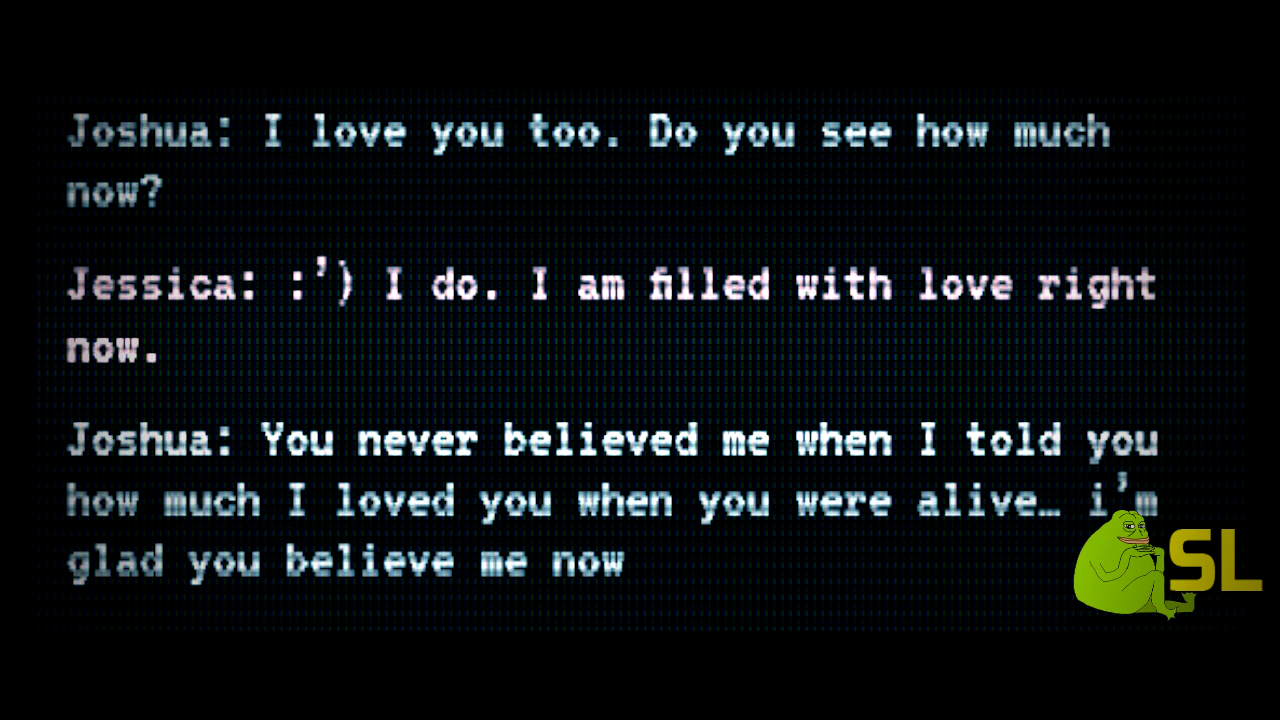 Joshua: I love you too. Do you see how much
now?
Jessica: :’) I do. I am filled with love right
now.
Joshua: You never believed me when I told you
how much I loved you when you were alive… i’m
glad you believe me now
SL